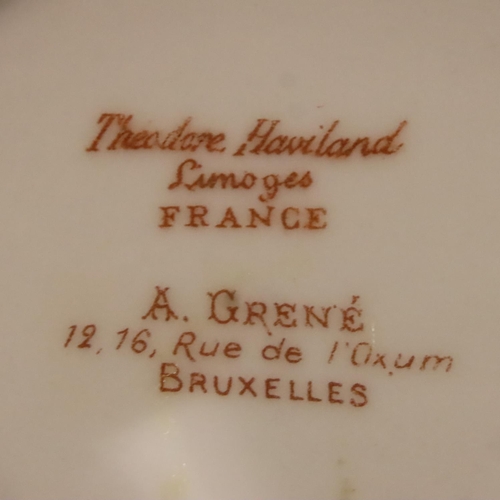 Theodore Haviland
Limoges
FRANCE
A. GRENÉ
12, 16, Rue de l'Oxum
BRUXELLES